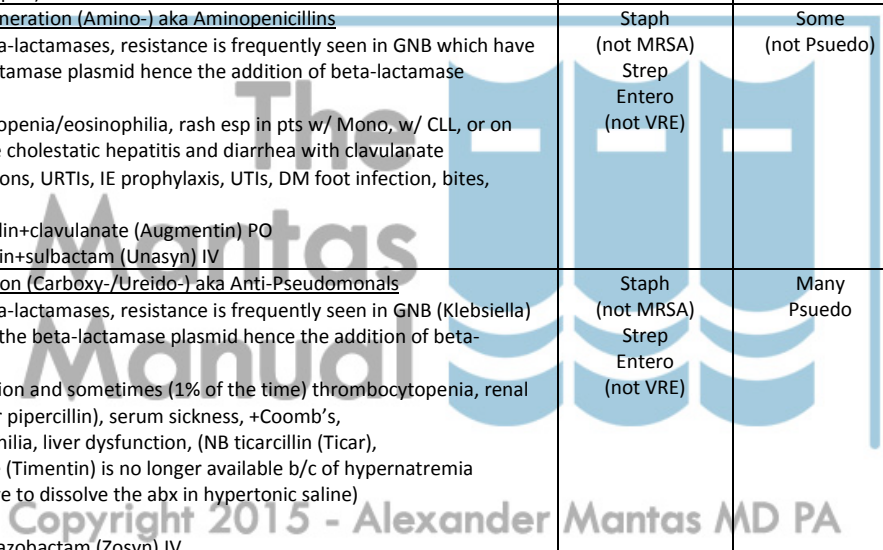 neration (Amino-) aka Aminopenicillins Staph Some
a-lactamases, resistance is frequently seen in GNB which have (not MRSA) (not Psuedo)
tamase plasmid hence the addition of beta-lactamase Strep
Entero
openia/eosinophilia, rash esp in pts w/ Mono, w/ CLL, or on (not VRE)
cholestatic hepatitis and diarrhea with clavulanate
ons, URTIs, IE prophylaxis, UTIs, DM foot infection, bites,
lin+clavulanate (Augmentin) PO
in+sulbactam (Unasyn) IV
on (Carboxy-/Ureido-) aka Anti-Pseudomonals Staph Many
a-lactamases, resistance is frequently seen in GNB (Klebsiella) (not MRSA) Psuedo
the beta-lactamase plasmid hence the addition of beta- Strep
Entero
ion and sometimes (1% of the time) thrombocytopenia, renal (not VRE)
r pipercillin), serum sickness, +Coomb's,
hilia, liver dysfunction, (NB ticarcillin (Ticar),
(Timentin) is no longer available b/c of hypernatremia
e to dissolve the abx in hypertonic saline)
azobactam (Zosyn) IV
The
Mantas
Manual
Copyright 2015 - Alexander Mantas MD PA